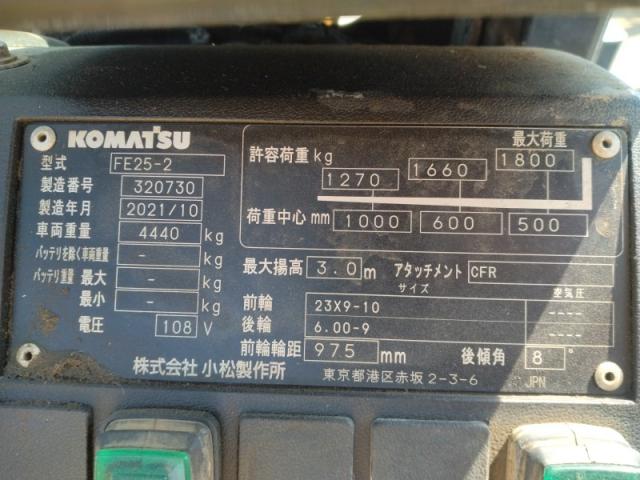 KOMATSU
型式 FE25-2
製造番号 320730
製造年月 2021/10
車両重量 4440 kg
バッテリを除く車両重量 - kg
バッテリ重量 最大 - kg
最小 - kg
電圧 108 V
最大荷重
許容荷重 kg 1270 1660 1800
荷重中心 mm 1000 600 500
最大揚高 3.0 m アタッチメント CFR
サイズ 空気圧
前輪 23X9-10 ----
後輪 6.00-9 ----
前輪輪距 975 mm 後傾角 8 °
株式会社 小松製作所 東京都港区赤坂 2-3-6 JPN